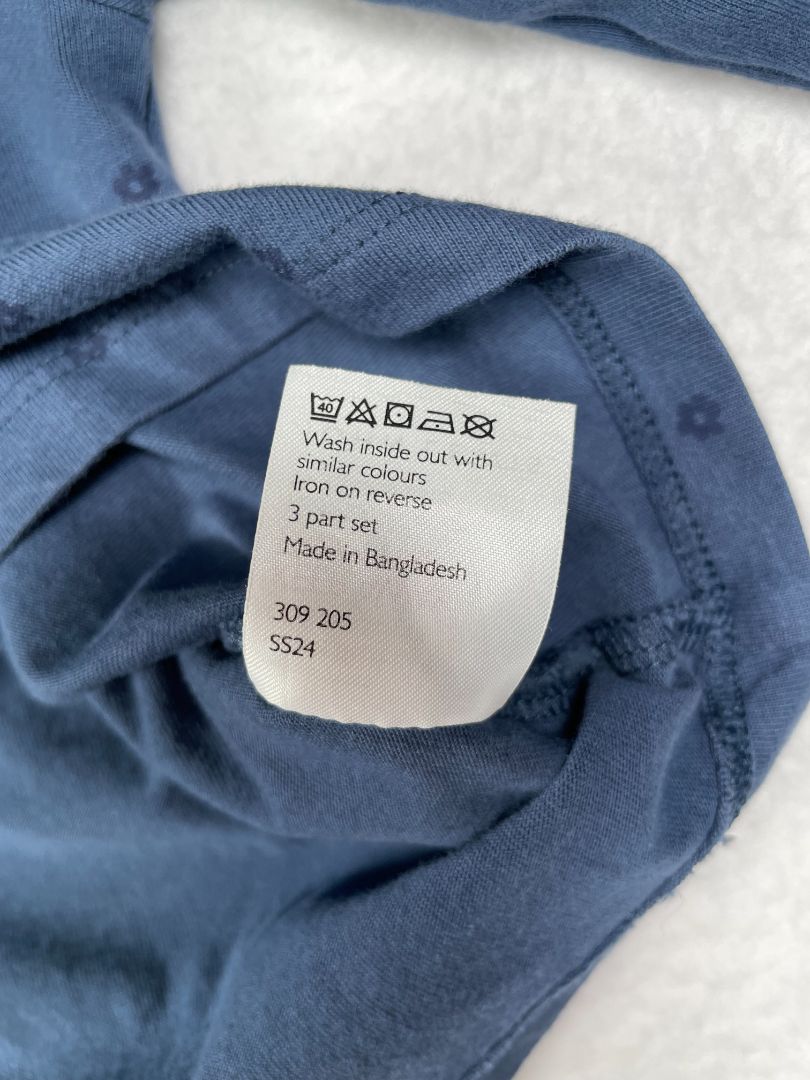 40
Wash inside out with
similar colours
Iron on reverse
3 part set
Made in Bangladesh
309 205
SS24